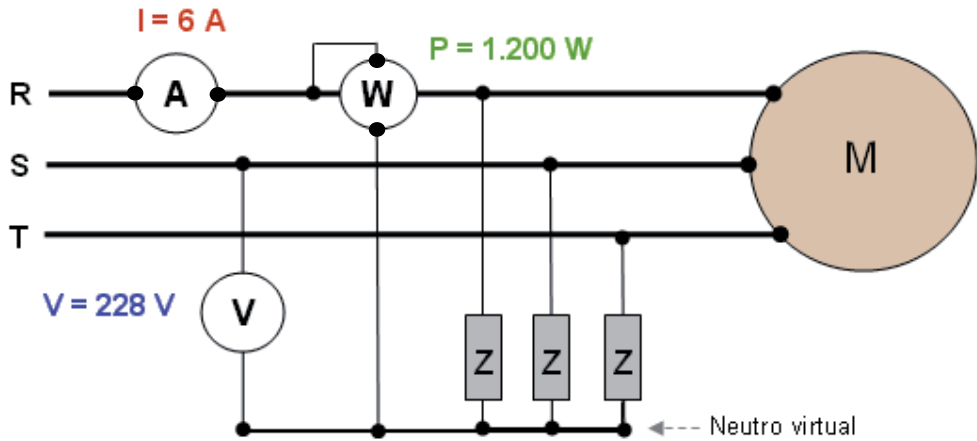 I = 6 A
P = 1.200 W
R
A
W
M
S
T
V = 228 V
V
Z
Z
Z
Neutro virtual